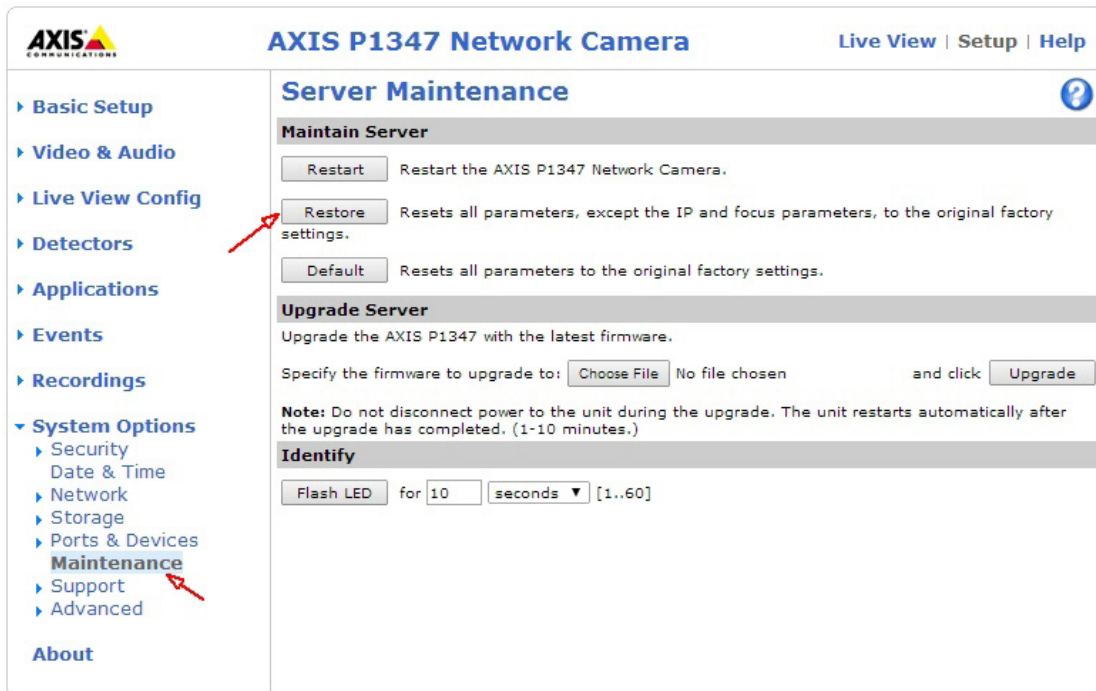 AXIS
COMMUNICATIONS
AXIS P1347 Network Camera
Live View | Setup | Help
Basic Setup
Video & Audio
Live View Config
Detectors
Applications
Events
Recordings
System Options
Security
Date & Time
Network
Storage
Ports & Devices
Maintenance
Support
Advanced
About
Server Maintenance
?
Maintain Server
Restart Restart the AXIS P1347 Network Camera.
Restore Resets all parameters, except the IP and focus parameters, to the original factory
settings.
Default Resets all parameters to the original factory settings.
Upgrade Server
Upgrade the AXIS P1347 with the latest firmware.
Specify the firmware to upgrade to: Choose File No file chosen and click Upgrade
Note: Do not disconnect power to the unit during the upgrade. The unit restarts automatically after
the upgrade has completed. (1-10 minutes.)
Identify
Flash LED for 10 seconds ▼ [1..60]